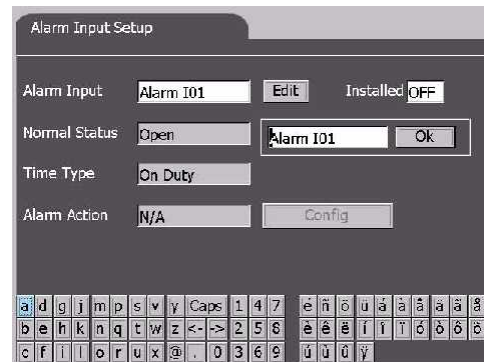 Alarm Input Setup
Alarm Input Alarm I01 Edit Installed OFF
Normal Status Open Alarm I01 Ok
Time Type On Duty
Alarm Action N/A Config
a d g j m p s v y Caps 1 4 7 é ñ ö ü á à å ã ä
b e h k n q t w z <- -> 2 5 8 è ê ë í î ï ó ô ò
c f i l o r u x @ . 0 3 6 9 ú ù û ÿ